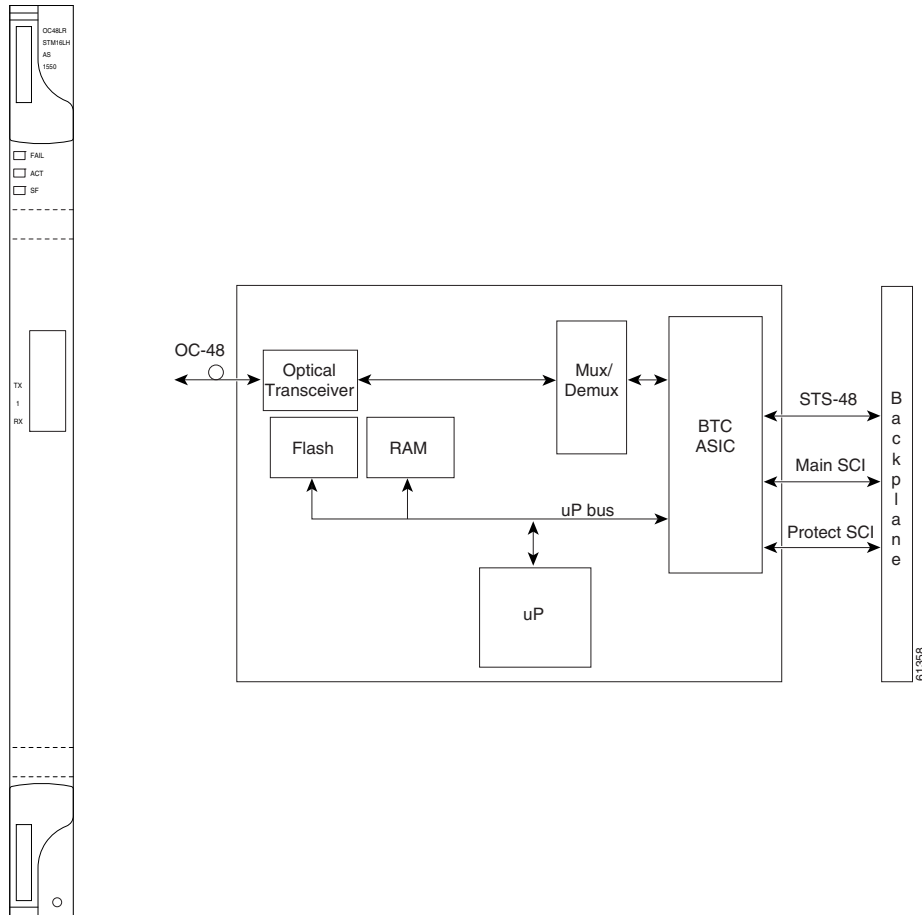 OC48LR
STM16LH
AS
1550
FAIL
ACT
SF
TX
1
RX
OC-48
Optical
Transceiver
Mux/
Demux
Flash
RAM
BTC
ASIC
uP bus
uP
STS-48
Main SCI
Protect SCI
Backplane
61358